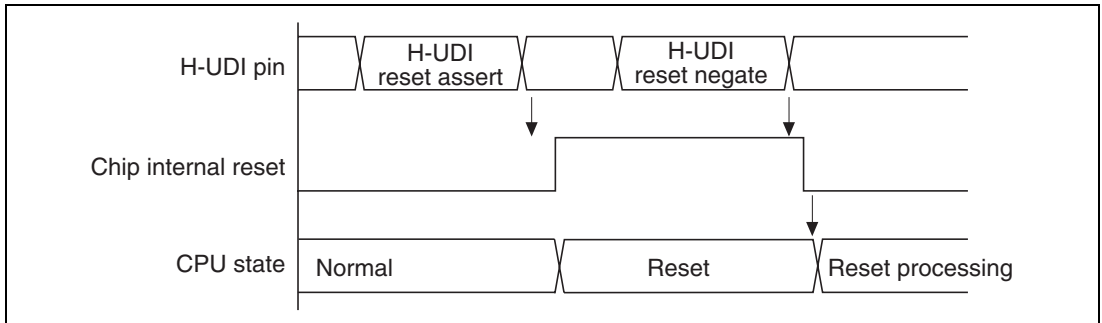 H-UDI pin
H-UDI
reset assert
H-UDI
reset negate
Chip internal reset
CPU state
Normal
Reset
Reset processing